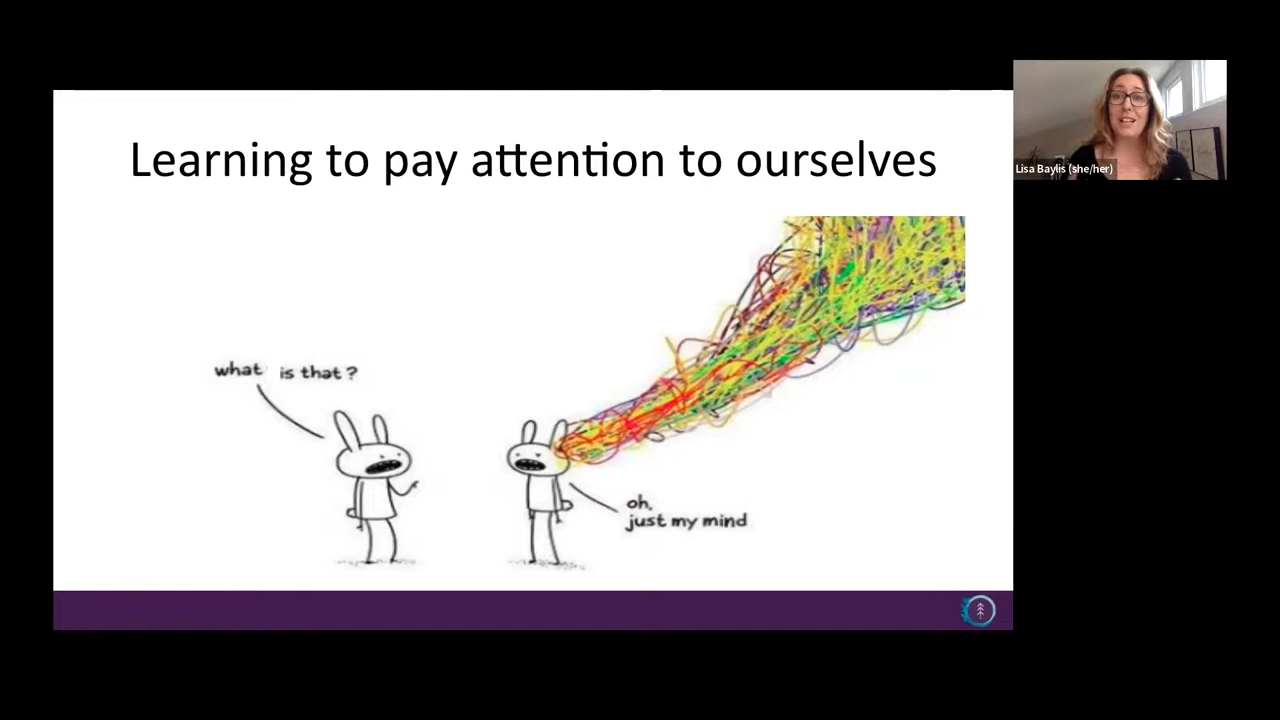 Learning to pay attention to ourselves
Lisa Baylis (she/her)
what is that?
oh,
just my mind